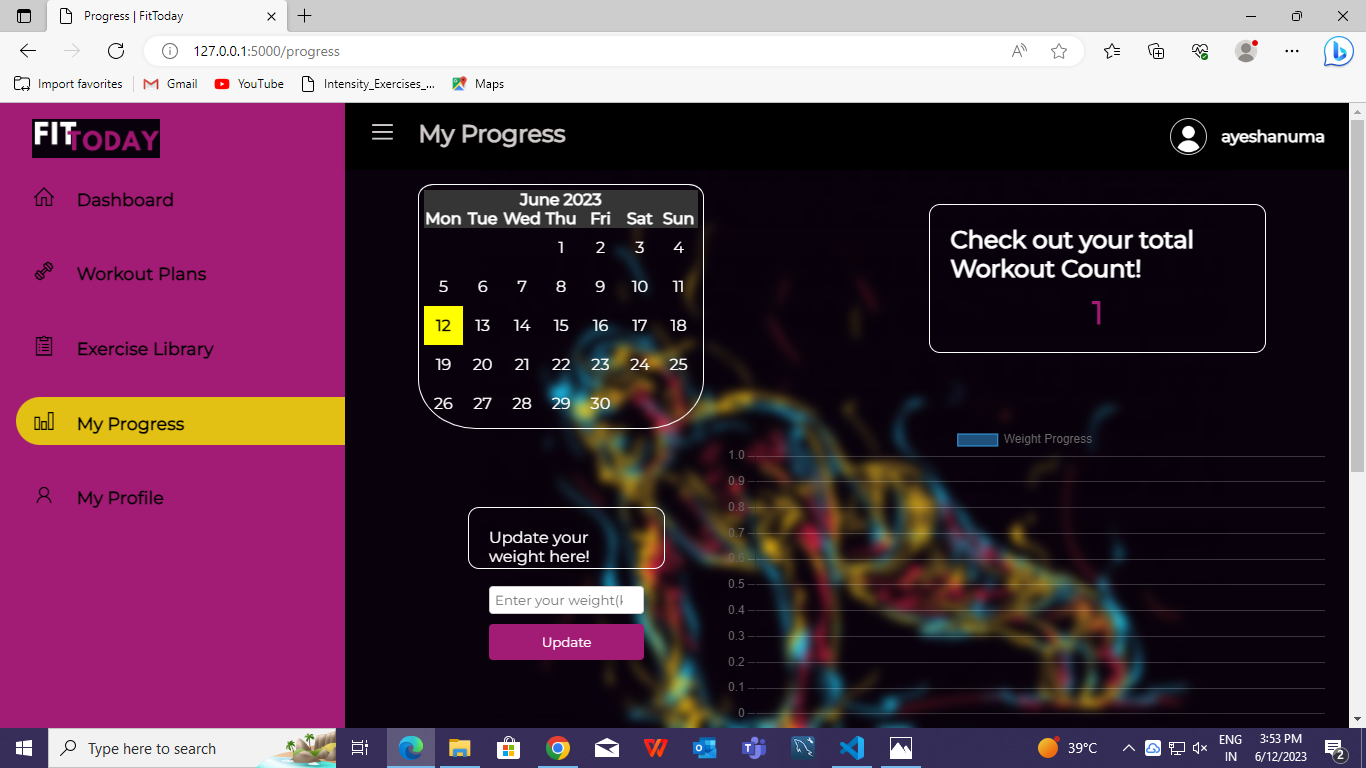 Progress | FitToday
127.0.0.1:5000/progress
Import favorites
Gmail
YouTube
Intensity_Exercises_...
Maps
FITTODAY
My Progress
ayeshanuma
Dashboard
Workout Plans
Exercise Library
My Progress
My Profile
June 2023
Mon Tue Wed Thu Fri Sat Sun
1 2 3 4
5 6 7 8 9 10 11
12 13 14 15 16 17 18
19 20 21 22 23 24 25
26 27 28 29 30
Check out your total
Workout Count!
1
Update your
weight here!
Enter your weight(k
Update
Weight Progress
1.0
0.9
0.8
0.7
0.6
0.5
0.4
0.3
0.2
0.1
0
Type here to search
39°C
ENG
IN
3:53 PM
6/12/2023
2